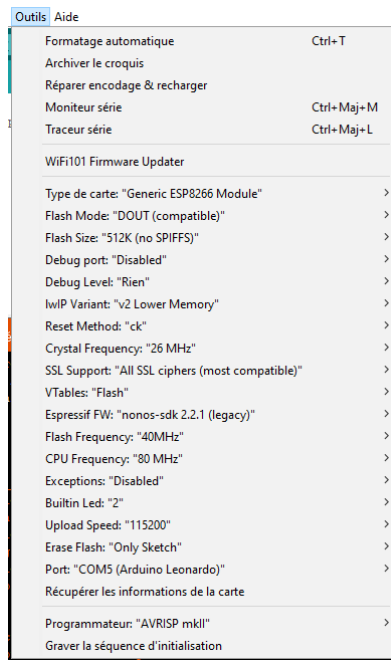 Outils Aide
Formatage automatique Ctrl+T
Archiver le croquis
Réparer encodage & recharger
Moniteur série Ctrl+Maj+M
Traceur série Ctrl+Maj+L
WiFi101 Firmware Updater
Type de carte: "Generic ESP8266 Module"
Flash Mode: "DOUT (compatible)"
Flash Size: "512K (no SPIFFS)"
Debug port: "Disabled"
Debug Level: "Rien"
lwIP Variant: "v2 Lower Memory"
Reset Method: "ck"
Crystal Frequency: "26 MHz"
SSL Support: "All SSL ciphers (most compatible)"
VTables: "Flash"
Espressif FW: "nonos-sdk 2.2.1 (legacy)"
Flash Frequency: "40MHz"
CPU Frequency: "80 MHz"
Exceptions: "Disabled"
Builtin Led: "2"
Upload Speed: "115200"
Erase Flash: "Only Sketch"
Port: "COM5 (Arduino Leonardo)"
Récupérer les informations de la carte
Programmateur: "AVRISP mkII"
Graver la séquence d'initialisation